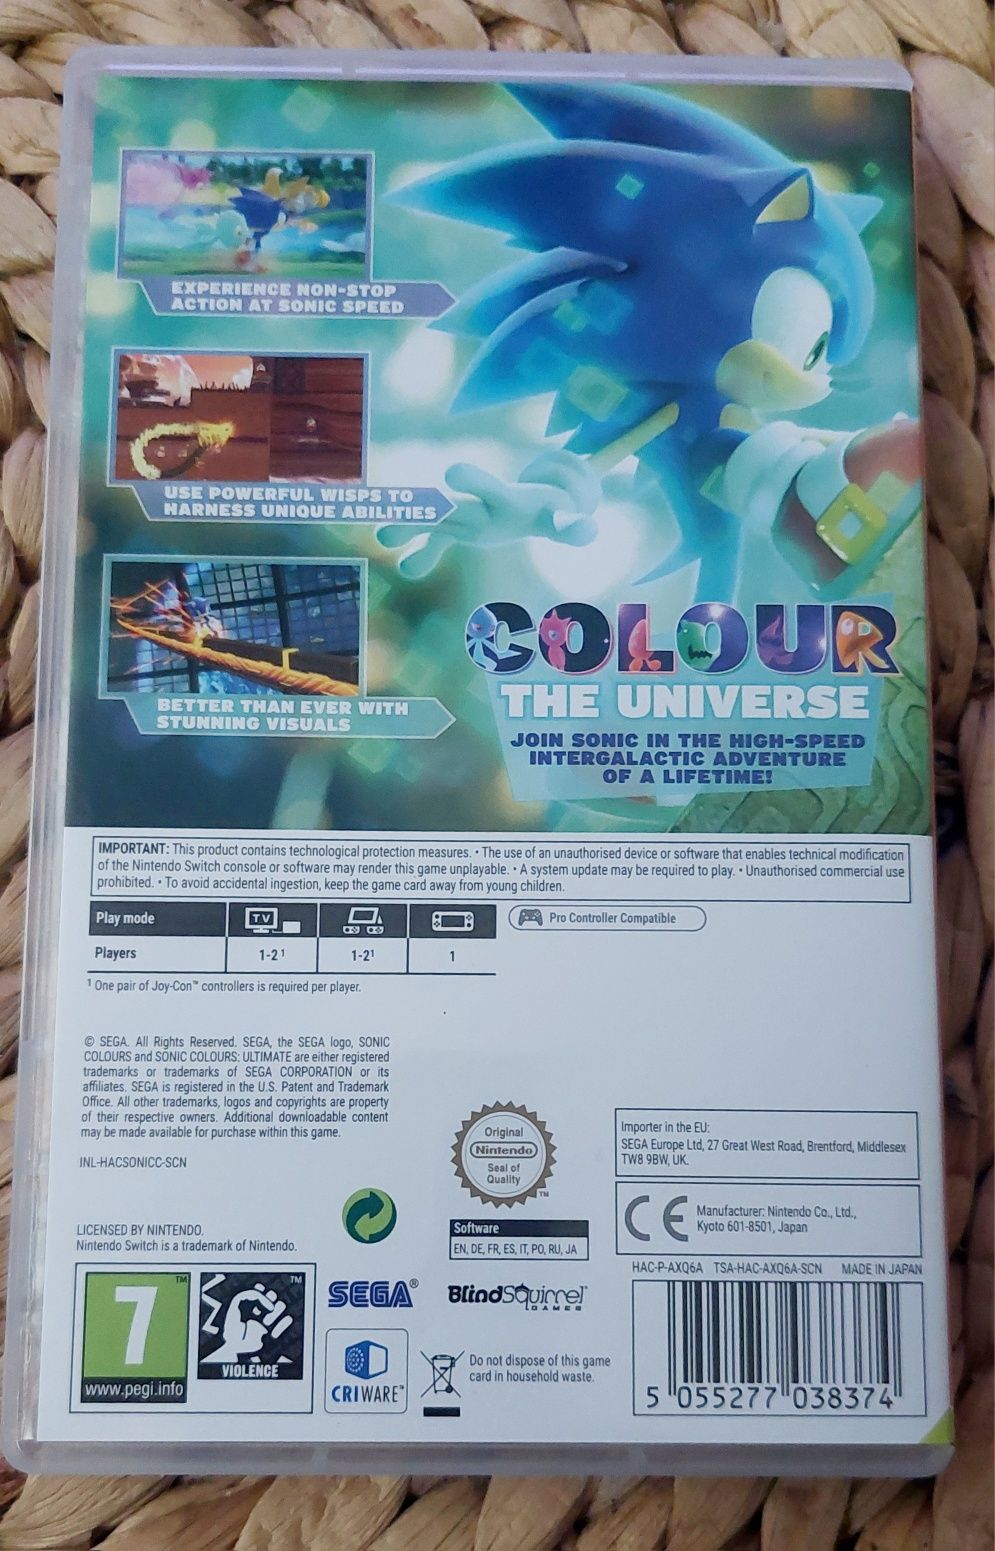 EXPERIENCE NON-STOP
ACTION AT SONIC SPEED
USE POWERFUL WISPS TO
HARNESS UNIQUE ABILITIES
BETTER THAN EVER WITH
STUNNING VISUALS
COLOUR
THE UNIVERSE
JOIN SONIC IN THE HIGH-SPEED
INTERGALACTIC ADVENTURE
OF A LIFETIME!
IMPORTANT: This product contains technological protection measures. • The use of an unauthorised device or software that enables technical modification
of the Nintendo Switch console or software may render this game unplayable. • A system update may be required to play. • Unauthorised commercial use
prohibited. • To avoid accidental ingestion, keep the game card away from young children.
Play mode TV
Players 1-2¹ 1-2¹ 1
Pro Controller Compatible
¹ One pair of Joy-Con™ controllers is required per player.
© SEGA. All Rights Reserved. SEGA, the SEGA logo, SONIC
COLOURS and SONIC COLOURS: ULTIMATE are either registered
trademarks or trademarks of SEGA CORPORATION or its
affiliates. SEGA is registered in the U.S. Patent and Trademark
Office. All other trademarks, logos and copyrights are property
of their respective owners. Additional downloadable content
may be made available for purchase within this game.
INL-HACSONICC-SCN
LICENSED BY NINTENDO.
Nintendo Switch is a trademark of Nintendo.
Original
Nintendo
Seal of
Quality
TM
Software
EN, DE, FR, ES, IT, PO, RU, JA
Importer in the EU:
SEGA Europe Ltd, 27 Great West Road, Brentford, Middlesex
TW8 9BW, UK.
CE
Manufacturer: Nintendo Co., Ltd.,
Kyoto 601-8501, Japan
HAC-P-AXQ6A TSA-HAC-AXQ6A-SCN MADE IN JAPAN
7 TM
www.pegi.info
TM
VIOLENCE
SEGA®
BlindSquirrel
GAMES
CRIWARE™
Do not dispose of this game
card in household waste.
5 055277 038374